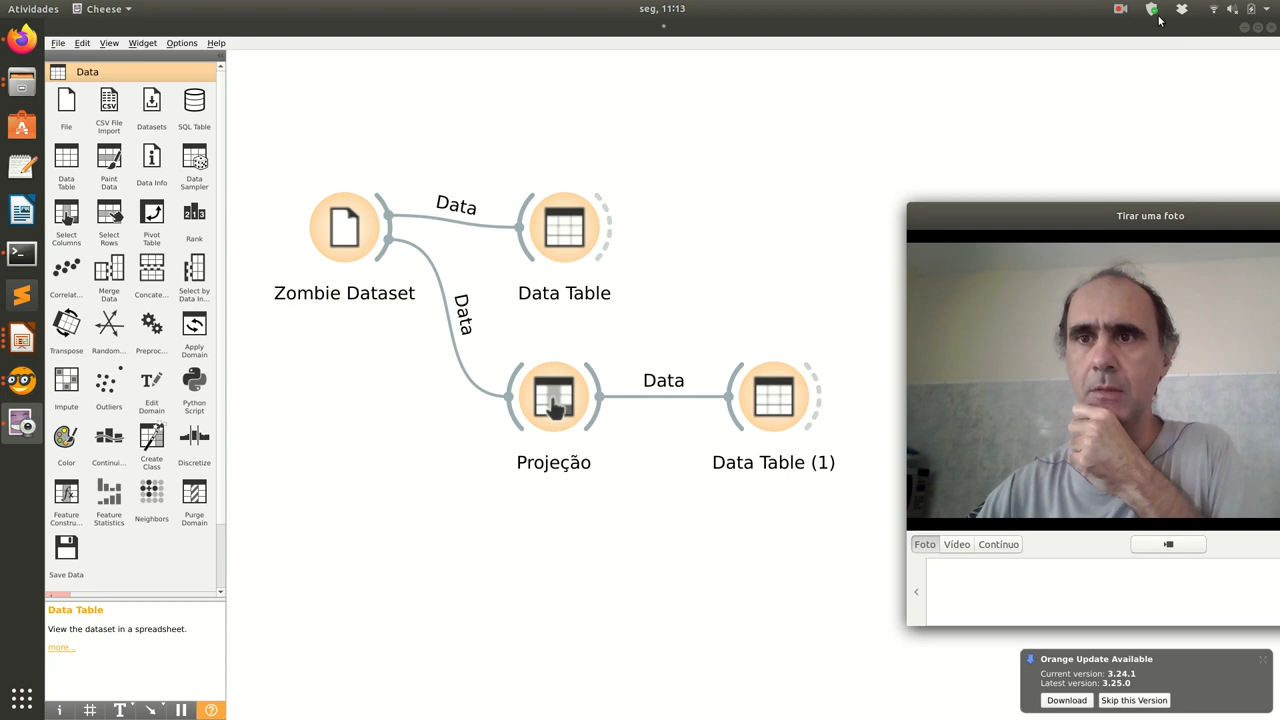 Atividades
Cheese
seg, 11:13
File Edit View Widget Options Help
Data
File
CSV File
Import
Datasets
SQL Table
Data
Table
Paint
Data
Data Info
Data
Sampler
Select
Columns
Select
Rows
Pivot
Table
Rank
Correlat...
Merge
Data
Concate...
Select by
Data In...
Transpose
Random...
Preproc...
Apply
Domain
Impute
Outliers
Edit
Domain
Python
Script
Color
Continui...
Create
Class
Discretize
Feature
Constru...
Feature
Statistics
Neighbors
Purge
Domain
Save Data
Data Table
View the dataset in a spreadsheet.
more...
Data
Zombie Dataset
Data Table
Data
Data
Projeção
Data Table (1)
Tirar uma foto
Foto Vídeo Contínuo
Orange Update Available
Current version: 3.24.1
Latest version: 3.25.0
Download Skip this Version